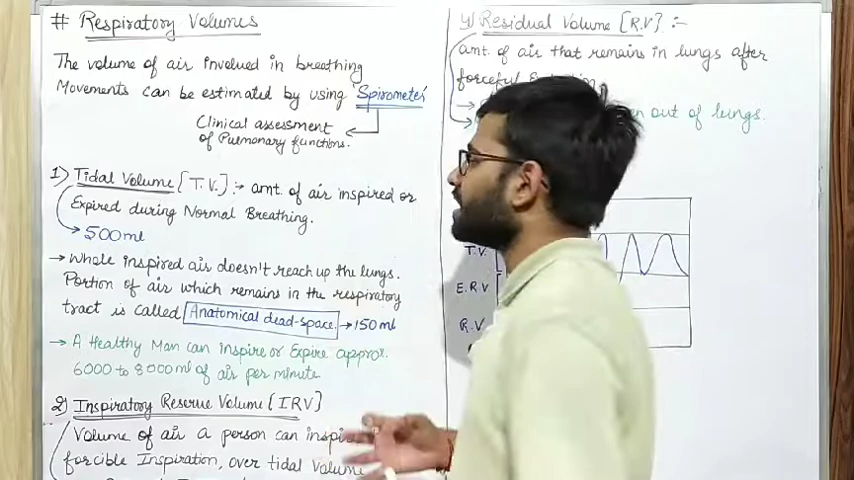 # Respiratory Volumes
The volume of air involved in breathing
Movements can be estimated by using 'Spirometer'
Clinical assessment
of Pulmonary functions.
1) Tidal Volume [T.V.] :→ amt. of air inspired or
Expired during Normal Breathing.
→ 500 ml
→ Whole inspired air doesn't reach up the lungs.
Portion of air which remains in the respiratory
tract is called Anatomical dead-space. → 150 ml
→ A Healthy Man can inspire or Expire approx.
6000 to 8000 ml of air per minute
2) Inspiratory Reserve Volume [IRV]
Volume of air a person can
forcible Inspiration, over tidal Volume
4) Residual Volume [R.V] :-
amt. of air that remains in lungs after
forceful
out of lungs.
T.V.
E.R.V
R.V